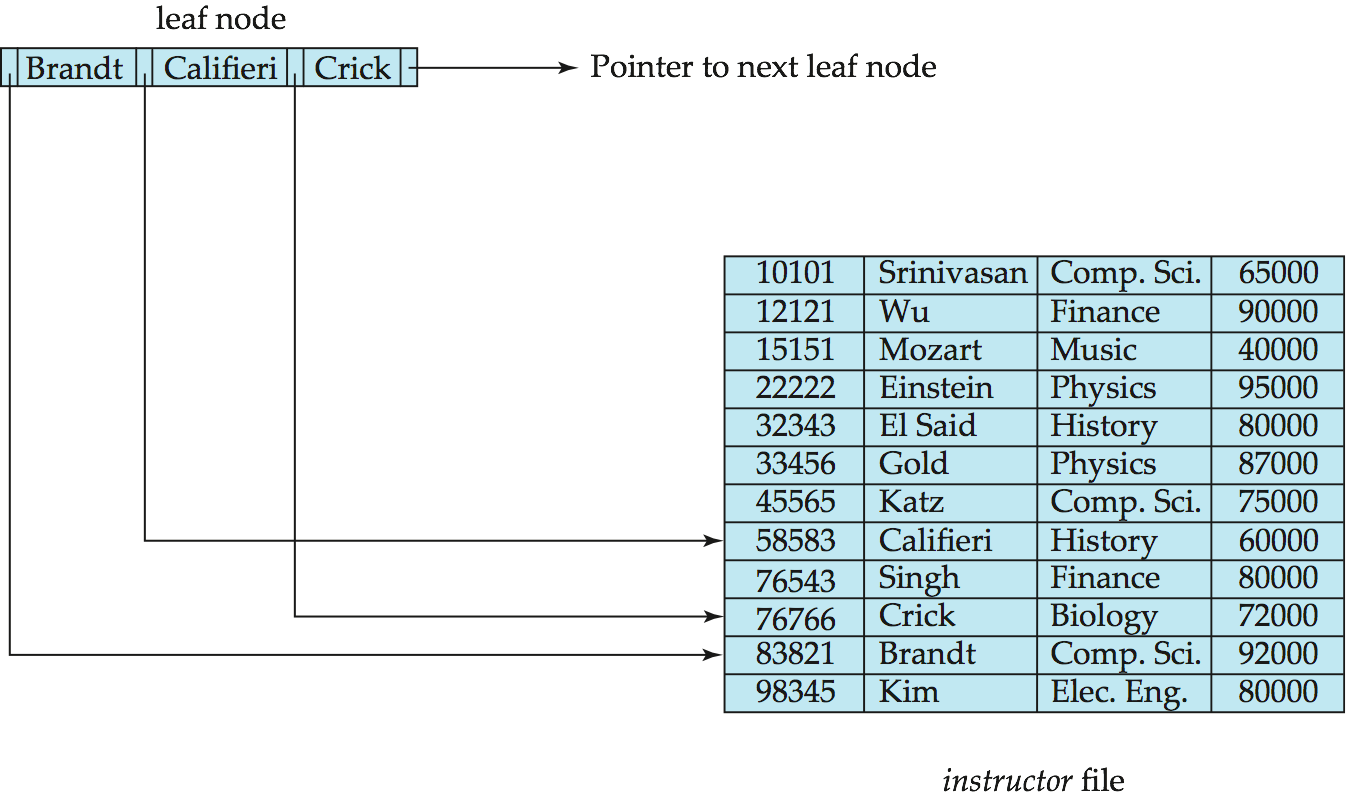 leaf node
Brandt Califieri Crick Pointer to next leaf node
10101 Srinivasan Comp. Sci. 65000
12121 Wu Finance 90000
15151 Mozart Music 40000
22222 Einstein Physics 95000
32343 El Said History 80000
33456 Gold Physics 87000
45565 Katz Comp. Sci. 75000
58583 Califieri History 60000
76543 Singh Finance 80000
76766 Crick Biology 72000
83821 Brandt Comp. Sci. 92000
98345 Kim Elec. Eng. 80000
instructor file